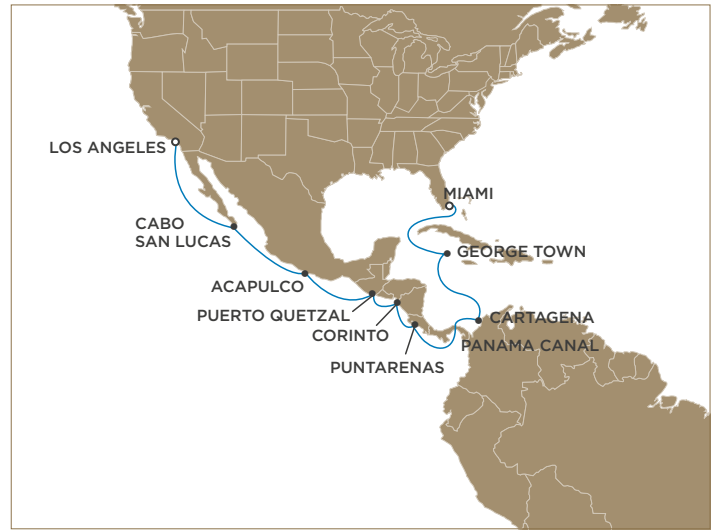 LOS ANGELES
MIAMI
CABO
SAN LUCAS
GEORGE TOWN
ACAPULCO
PUERTO QUETZAL
CARTAGENA
CORINTO
PANAMA CANAL
PUNTARENAS